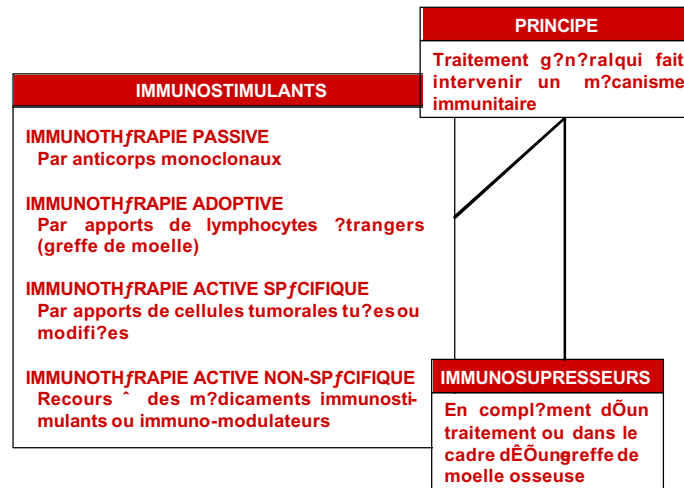 PRINCIPE
Traitement g?n?ralqui fait
intervenir un m?canisme
immunitaire
IMMUNOSTIMULANTS
IMMUNOTHƒRAPIE PASSIVE
Par anticorps monoclonaux
IMMUNOTHƒRAPIE ADOPTIVE
Par apports de lymphocytes ?trangers
(greffe de moelle)
IMMUNOTHƒRAPIE ACTIVE SPƒCIFIQUE
Par apports de cellules tumorales tu?es ou
modifi?es
IMMUNOTHƒRAPIE ACTIVE NON-SPƒCIFIQUE
Recours ˆ des m?dicaments immunosti-
mulants ou immuno-modulateurs
IMMUNOSUPRESSEURS
En compl?ment dÕun
traitement ou dans le
cadre dÊÕungreffe de
moelle osseuse